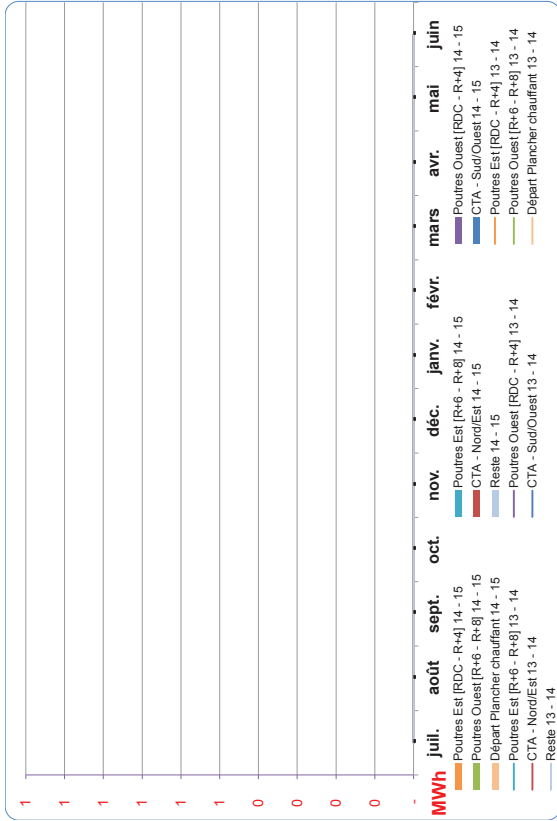 1
1
1
1
1
1
0
0
0
0
-
MWh
juil. août sept. oct. nov. déc. janv. févr. mars avr. mai juin
Poutres Est [RDC - R+4] 14 - 15 Poutres Est [R+6 - R+8] 14 - 15 Poutres Ouest [RDC - R+4] 14 - 15
Poutres Ouest [R+6 - R+8] 14 - 15 CTA - Nord/Est 14 - 15 CTA - Sud/Ouest 14 - 15
Départ Plancher chauffant 14 - 15 Reste 14 - 15 Poutres Est [RDC - R+4] 13 - 14
Poutres Est [R+6 - R+8] 13 - 14 Poutres Ouest [RDC - R+4] 13 - 14 Poutres Ouest [R+6 - R+8] 13 - 14
CTA - Nord/Est 13 - 14 CTA - Sud/Ouest 13 - 14 Départ Plancher chauffant 13 - 14
Reste 13 - 14